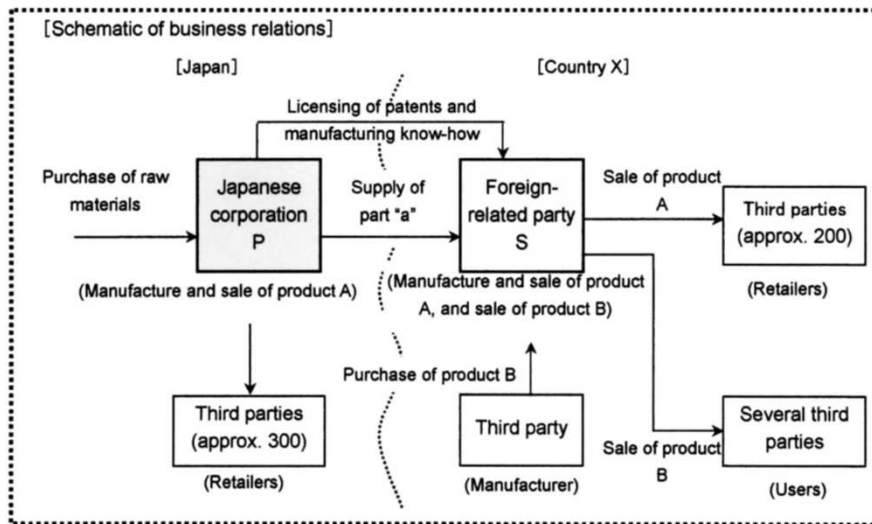 [Schematic of business relations]
[Japan]
[Country X]
Licensing of patents and
manufacturing know-how
Purchase of raw
materials
Japanese
corporation
P
Supply of
part "a"
Foreign-
related party
S
Sale of product
A
Third parties
(approx. 200)
(Retailers)
(Manufacture and sale of product A)
(Manufacture and sale of product
A, and sale of product B)
Purchase of product B
Third parties
(approx. 300)
(Retailers)
Third party
(Manufacturer)
Sale of product
B
Several third
parties
(Users)